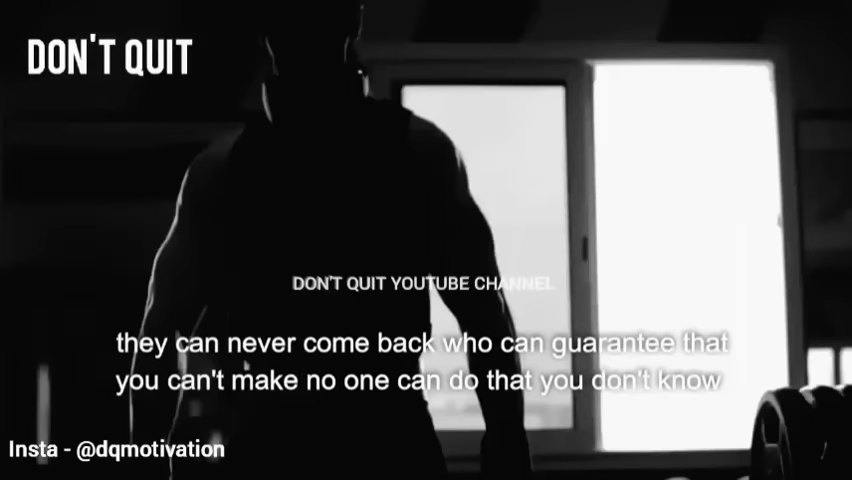 DON'T QUIT
DON'T QUIT YOUTUBE CHANNEL
they can never come back who can guarantee that
you can't make no one can do that you don't know
Insta - @dqmotivation